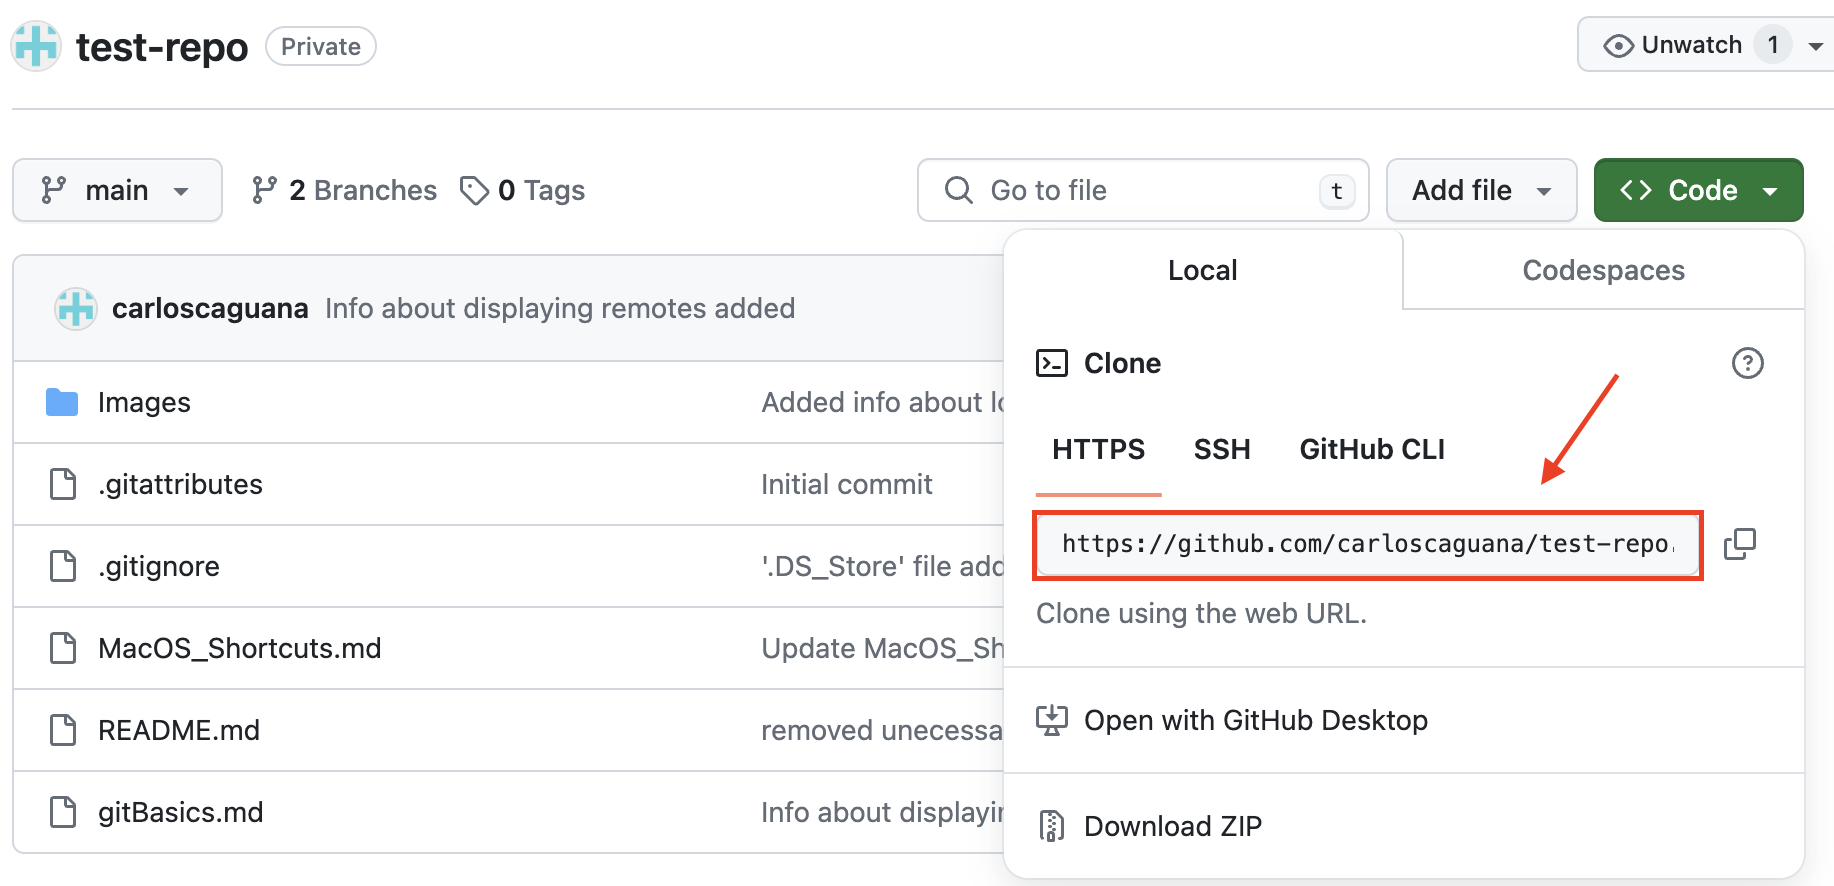 test-repo Private Unwatch 1
main 2 Branches 0 Tags Go to file t Add file Code
Local Codespaces
carloscaguana Info about displaying remotes added
Clone
Images Added info about
HTTPS SSH GitHub CLI
.gitattributes Initial commit
https://github.com/carloscaguana/test-repo.
.gitignore '.DS_Store' file add
Clone using the web URL.
MacOS_Shortcuts.md Update MacOS_Sh
Open with GitHub Desktop
README.md removed unecessa
gitBasics.md Info about displayin
Download ZIP